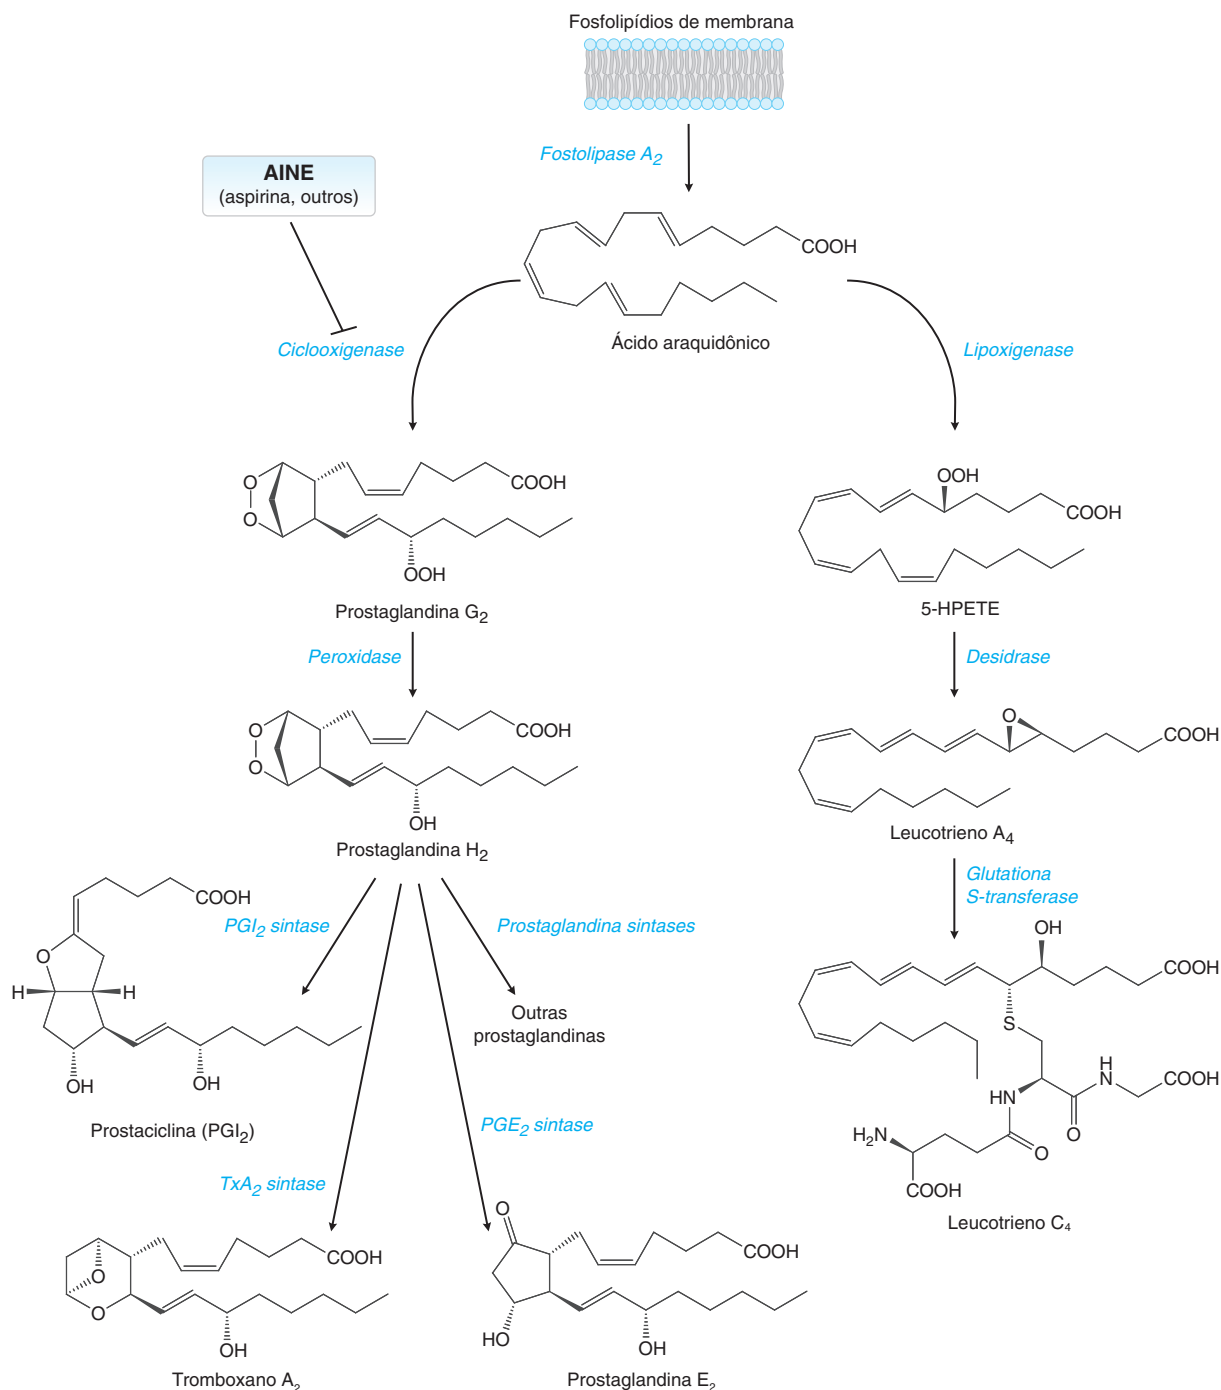 Fosfolipídios de membrana
Fostolipase A2
AINE
(aspirina, outros)
COOH
Ácido araquidônico
Ciclooxigenase
Lipoxigenase
O
O
COOH
OOH
Prostaglandina G2
OOH
COOH
5-HPETE
Peroxidase
Desidrase
O
O
COOH
OH
Prostaglandina H2
O
COOH
Leucotrieno A4
Glutationa
S-transferase
PGI2 sintase
Prostaglandina sintases
COOH
O
H
H
OH
OH
Prostaciclina (PGI2)
Outras
prostaglandinas
OH
COOH
S
HN
H
N
COOH
O
O
H2N
COOH
Leucotrieno C4
PGE2 sintase
TxA2 sintase
O
O
COOH
OH
Tromboxano A2
O
COOH
HO
OH
Prostaglandina E2